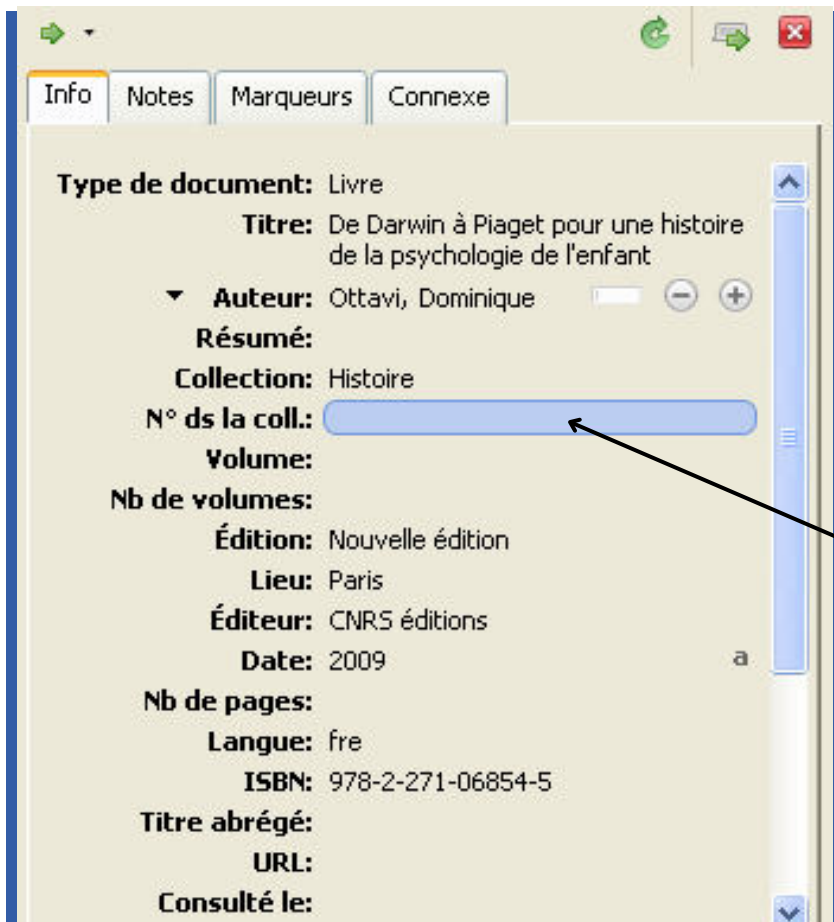 Info Notes Marqueurs Connexe
Type de document: Livre
Titre: De Darwin à Piaget pour une histoire
de la psychologie de l'enfant
Auteur: Ottavi, Dominique
Résumé:
Collection: Histoire
N° ds la coll.:
Volume:
Nb de volumes:
Édition: Nouvelle édition
Lieu: Paris
Éditeur: CNRS éditions
Date: 2009 a
Nb de pages:
Langue: fre
ISBN: 978-2-271-06854-5
Titre abrégé:
URL:
Consulté le: